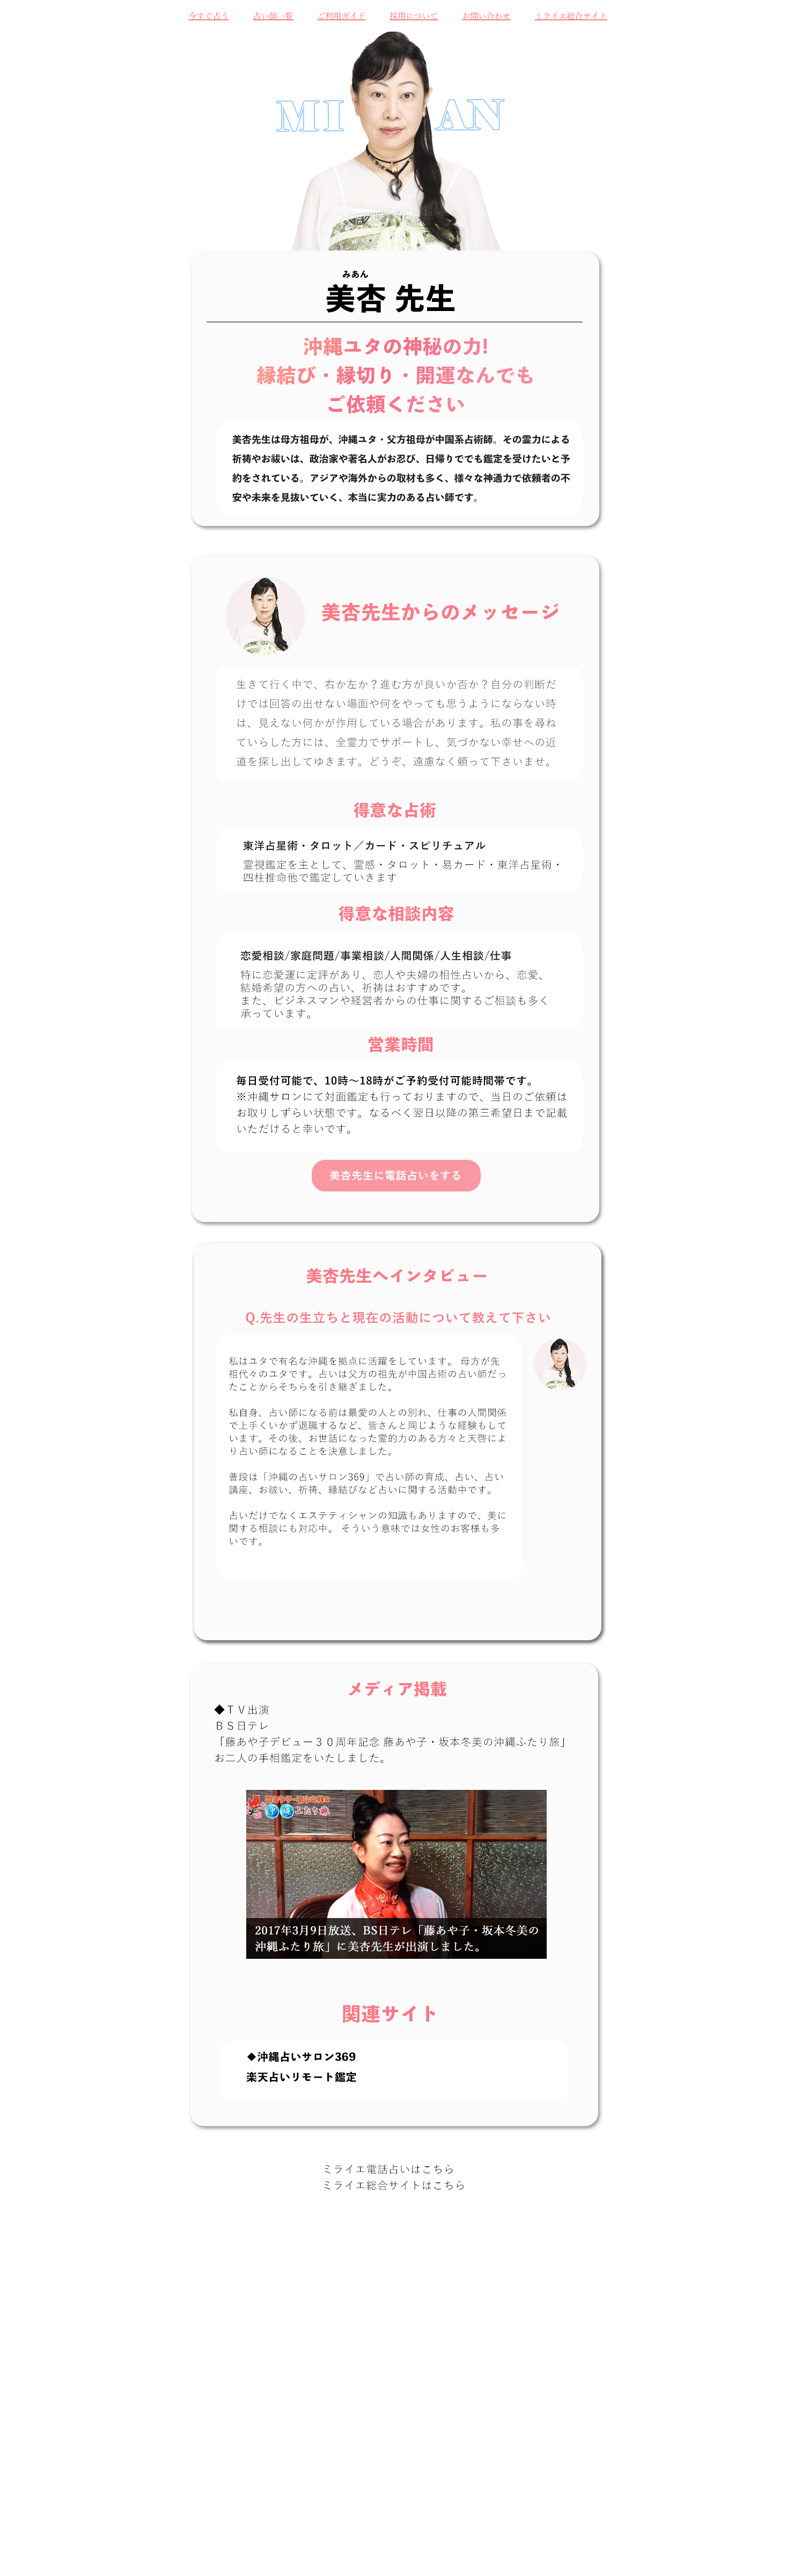 今すぐ占う 占い師一覧 ご利用ガイド 採用について お問い合わせ ミライエ総合サイト
MI AN
みあん
美杏 先生
沖縄ユタの神秘の力!
縁結び・縁切り・開運なんでも
ご依頼ください
美杏先生は母方祖母が、沖縄ユタ・父方祖母が中国系占術師。その霊力による
祈祷やお祓いは、政治家や著名人がお忍び、日帰りででも鑑定を受けたいと予
約をされている。アジアや海外からの取材も多く、様々な神通力で依頼者の不
安や未来を見抜いていく、本当に実力のある占い師です。
美杏先生からのメッセージ
生きて行く中で、右か左か？進む方が良いか否か？自分の判断だ
けでは回答の出せない場面や何をやっても思うようにならない時
は、見えない何かが作用している場合があります。私の事を尋ね
ていらした方には、全霊力でサポートし、気づかない幸せへの近
道を探し出してゆきます。どうぞ、遠慮なく頼って下さいませ。
得意な占術
東洋占星術・タロット／カード・スピリチュアル
霊視鑑定を主として、霊感・タロット・易カード・東洋占星術・
四柱推命他で鑑定していきます
得意な相談内容
恋愛相談/家庭問題/事業相談/人間関係/人生相談/仕事
特に恋愛運に定評があり、恋人や夫婦の相性占いから、恋愛、
結婚希望の方への占い、祈祷はおすすめです。
また、ビジネスマンや経営者からの仕事に関するご相談も多く
承っています。
営業時間
毎日受付可能で、10時〜18時がご予約受付可能時間帯です。
※沖縄サロンにて対面鑑定も行っておりますので、当日のご依頼は
お取りしずらい状態です。なるべく翌日以降の第三希望日まで記載
いただけると幸いです。
美杏先生に電話占いをする
美杏先生へインタビュー
Q.先生の生立ちと現在の活動について教えて下さい
私はユタで有名な沖縄を拠点に活躍をしています。 母方が先
祖代々のユタです。占いは父方の祖先が中国占術の占い師だっ
たことからそちらを引き継ぎました。
私自身、占い師になる前は最愛の人との別れ、仕事の人間関係
で上手くいかず退職するなど、皆さんと同じような経験もして
います。その後、お世話になった霊的力のある方々と天啓によ
り占い師になることを決意しました。
普段は「沖縄の占いサロン369」で占い師の育成、占い、占い
講座、お祓い、祈祷、縁結びなど占いに関する活動中です。
占いだけでなくエステティシャンの知識もありますので、美に
関する相談にも対応中。 そういう意味では女性のお客様も多
いです。
メディア掲載
◆ＴＶ出演
ＢＳ日テレ
「藤あや子デビュー３０周年記念 藤あや子・坂本冬美の沖縄ふたり旅」
お二人の手相鑑定をいたしました。
沖縄ふたり旅
2017年3月9日放送、BS日テレ「藤あや子・坂本冬美の
沖縄ふたり旅」に美杏先生が出演しました。
関連サイト
◆沖縄占いサロン369
楽天占いリモート鑑定
ミライエ電話占いはこちら
ミライエ総合サイトはこちら